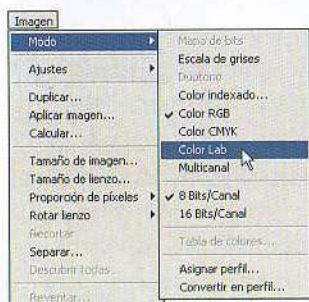 Imagen
Modo
Ajustes
Duplicar...
Aplicar imagen...
Calcular...
Tamaño de imagen...
Tamaño de lienzo...
Proporción de píxeles
Rotar lienzo
Recortar
Separar...
Descubrir todas
Reventar...
Mapa de bits
Escala de grises
Duotono
Color indexado...
Color RGB
Color CMYK
Color Lab
Multicanal
8 Bits/Canal
16 Bits/Canal
Tabla de colores...
Asignar perfil...
Convertir en perfil...